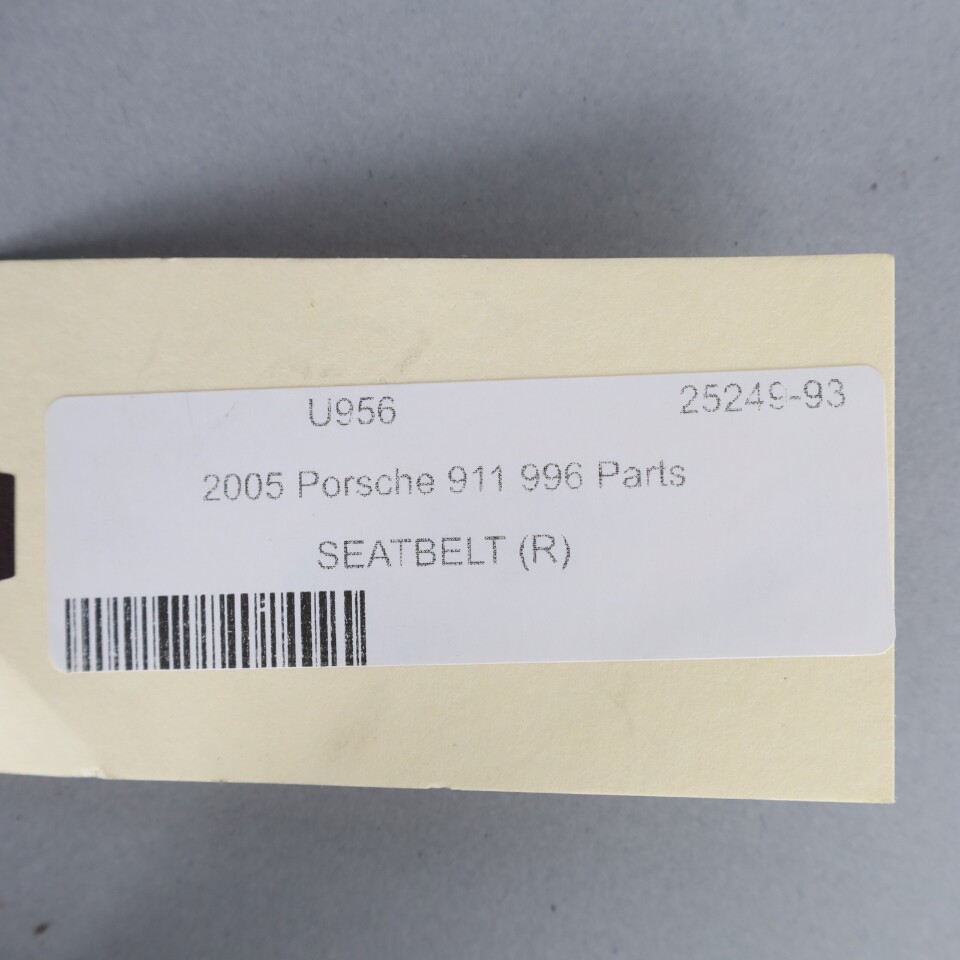 U956 25249-93
2005 Porsche 911 996 Parts
SEATBELT (R)